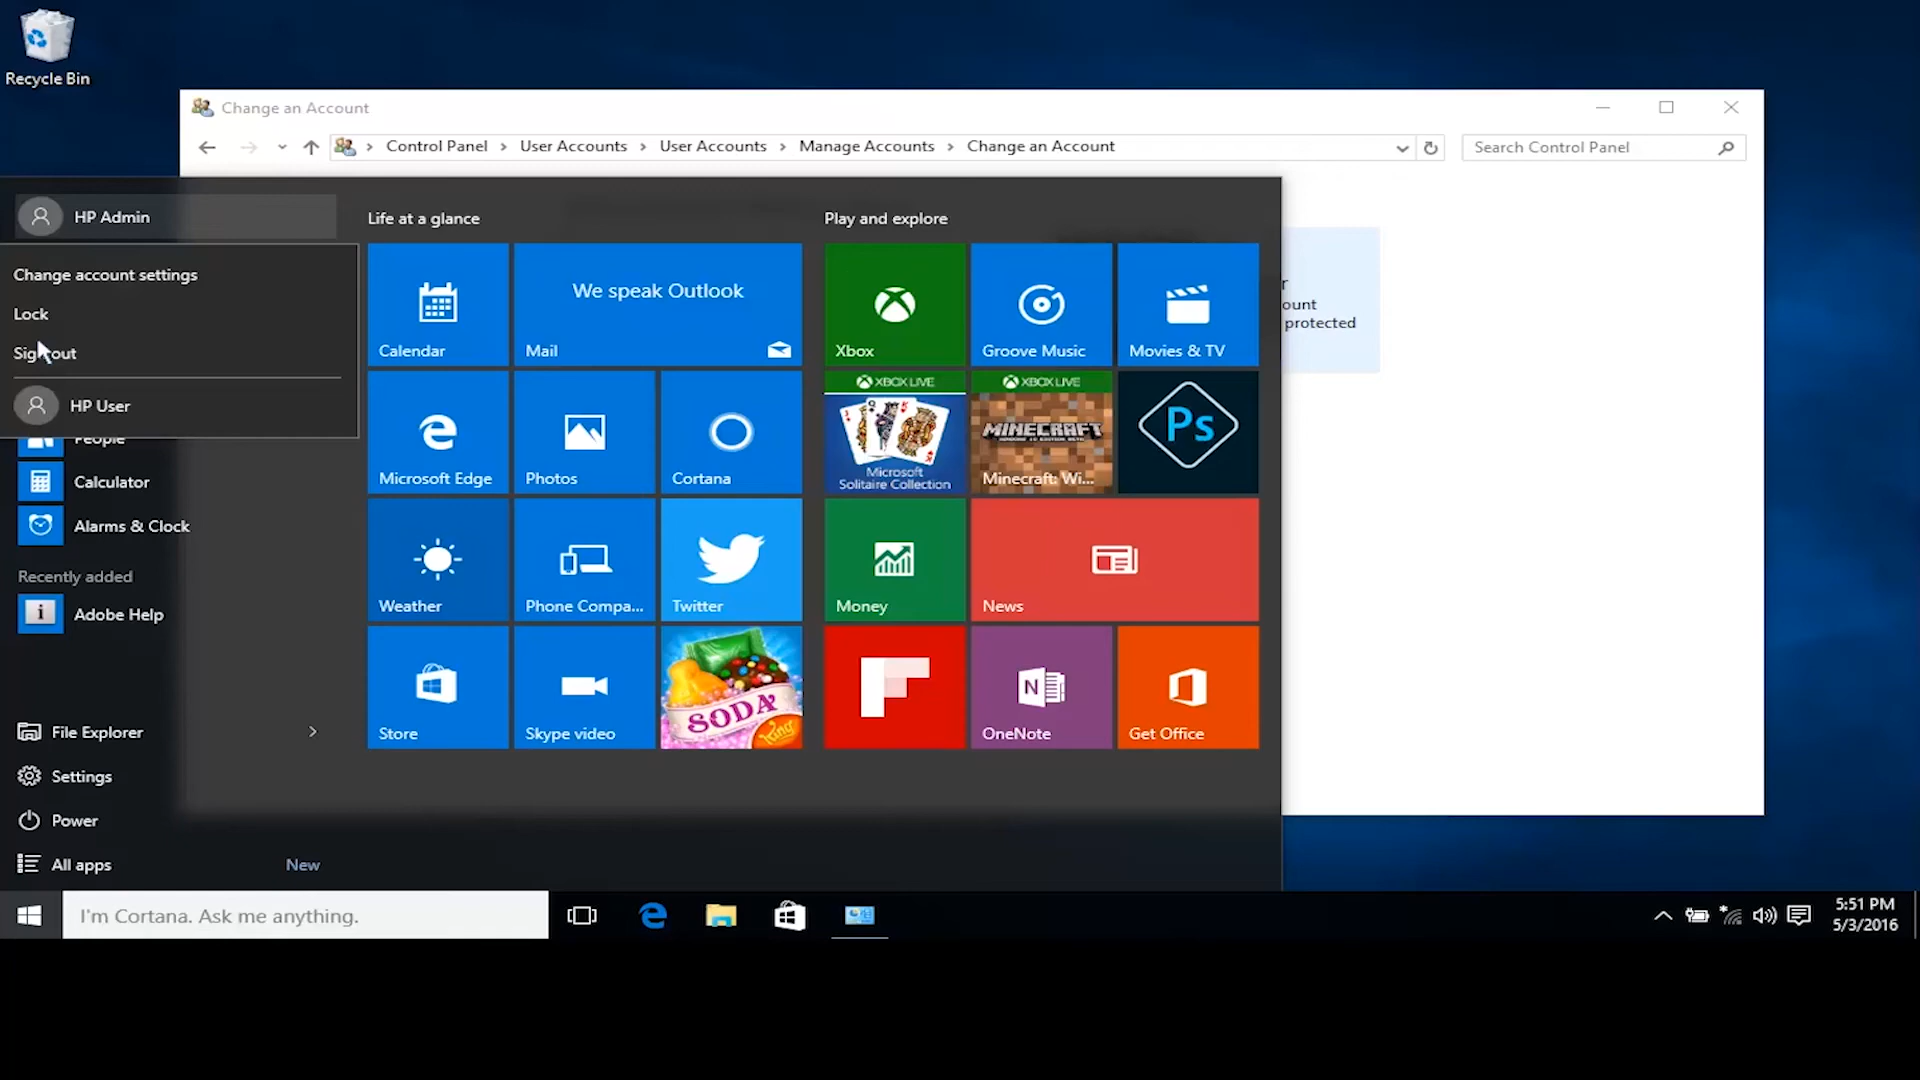 Recycle Bin
Change an Account
Control Panel
User Accounts
User Accounts
Manage Accounts
Change an Account
Search Control Panel
HP Admin
Change account settings
Lock
HP User
People
Calculator
Alarms & Clock
Recently added
Adobe Help
File Explorer
Settings
Power
All apps
New
Life at a glance
Calendar
We speak Outlook
Mail
Microsoft Edge
Photos
Cortana
Weather
Phone Compa...
Twitter
Store
Skype video
SODA
King
Play and explore
Xbox
Groove Music
Movies & TV
XBOX LIVE
Microsoft
Solitaire Collection
XBOX LIVE
MINECRAFT
Minecraft: Wi...
Ps
Money
News
N
OneNote
Get Office
r
ount
protected
I'm Cortana. Ask me anything.
5:51 PM
5/3/2016